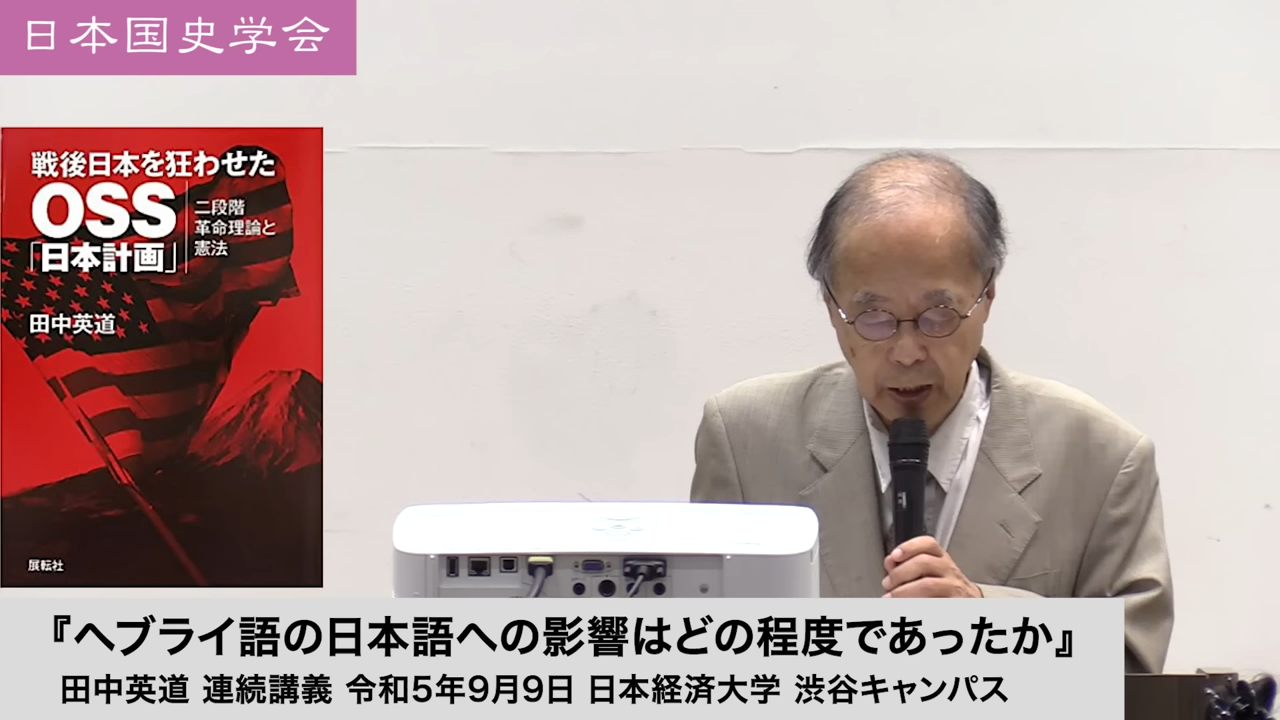 日本国史学会
戦後日本を狂わせた
OSS
「日本計画」
二段階
革命理論と
憲法
田中英道
展転社
『ヘブライ語の日本語への影響はどの程度であったか』
田中英道 連続講義 令和5年9月9日 日本経済大学 渋谷キャンパス